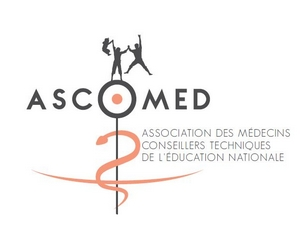 ASCOMED
ASSOCIATION DES MÉDECINS
CONSEILLERS TECHNIQUES
DE L'ÉDUCATION NATIONALE